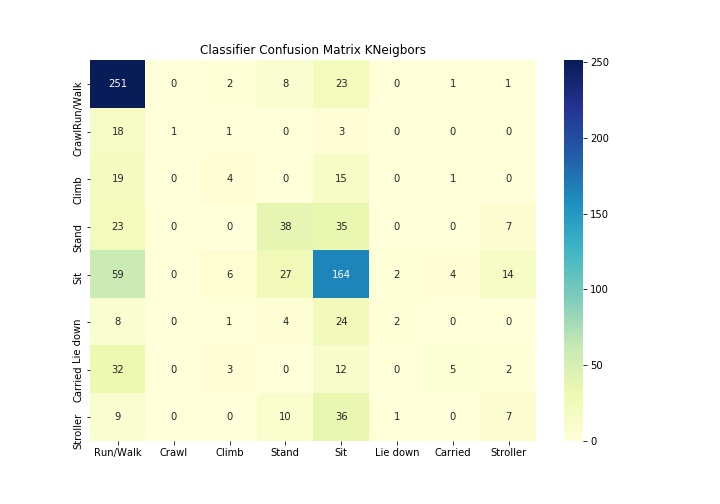 Classifier Confusion Matrix KNeigbors
Run/Walk 251 0 2 8 23 0 1 1
Crawl 18 1 1 0 3 0 0 0
Climb 19 0 4 0 15 0 1 0
Stand 23 0 0 38 35 0 0 7
Sit 59 0 6 27 164 2 4 14
Lie down 8 0 1 4 24 2 0 0
Carried 32 0 3 0 12 0 5 2
Stroller 9 0 0 10 36 1 0 7
Run/Walk Crawl Climb Stand Sit Lie down Carried Stroller
250
200
150
100
50
0